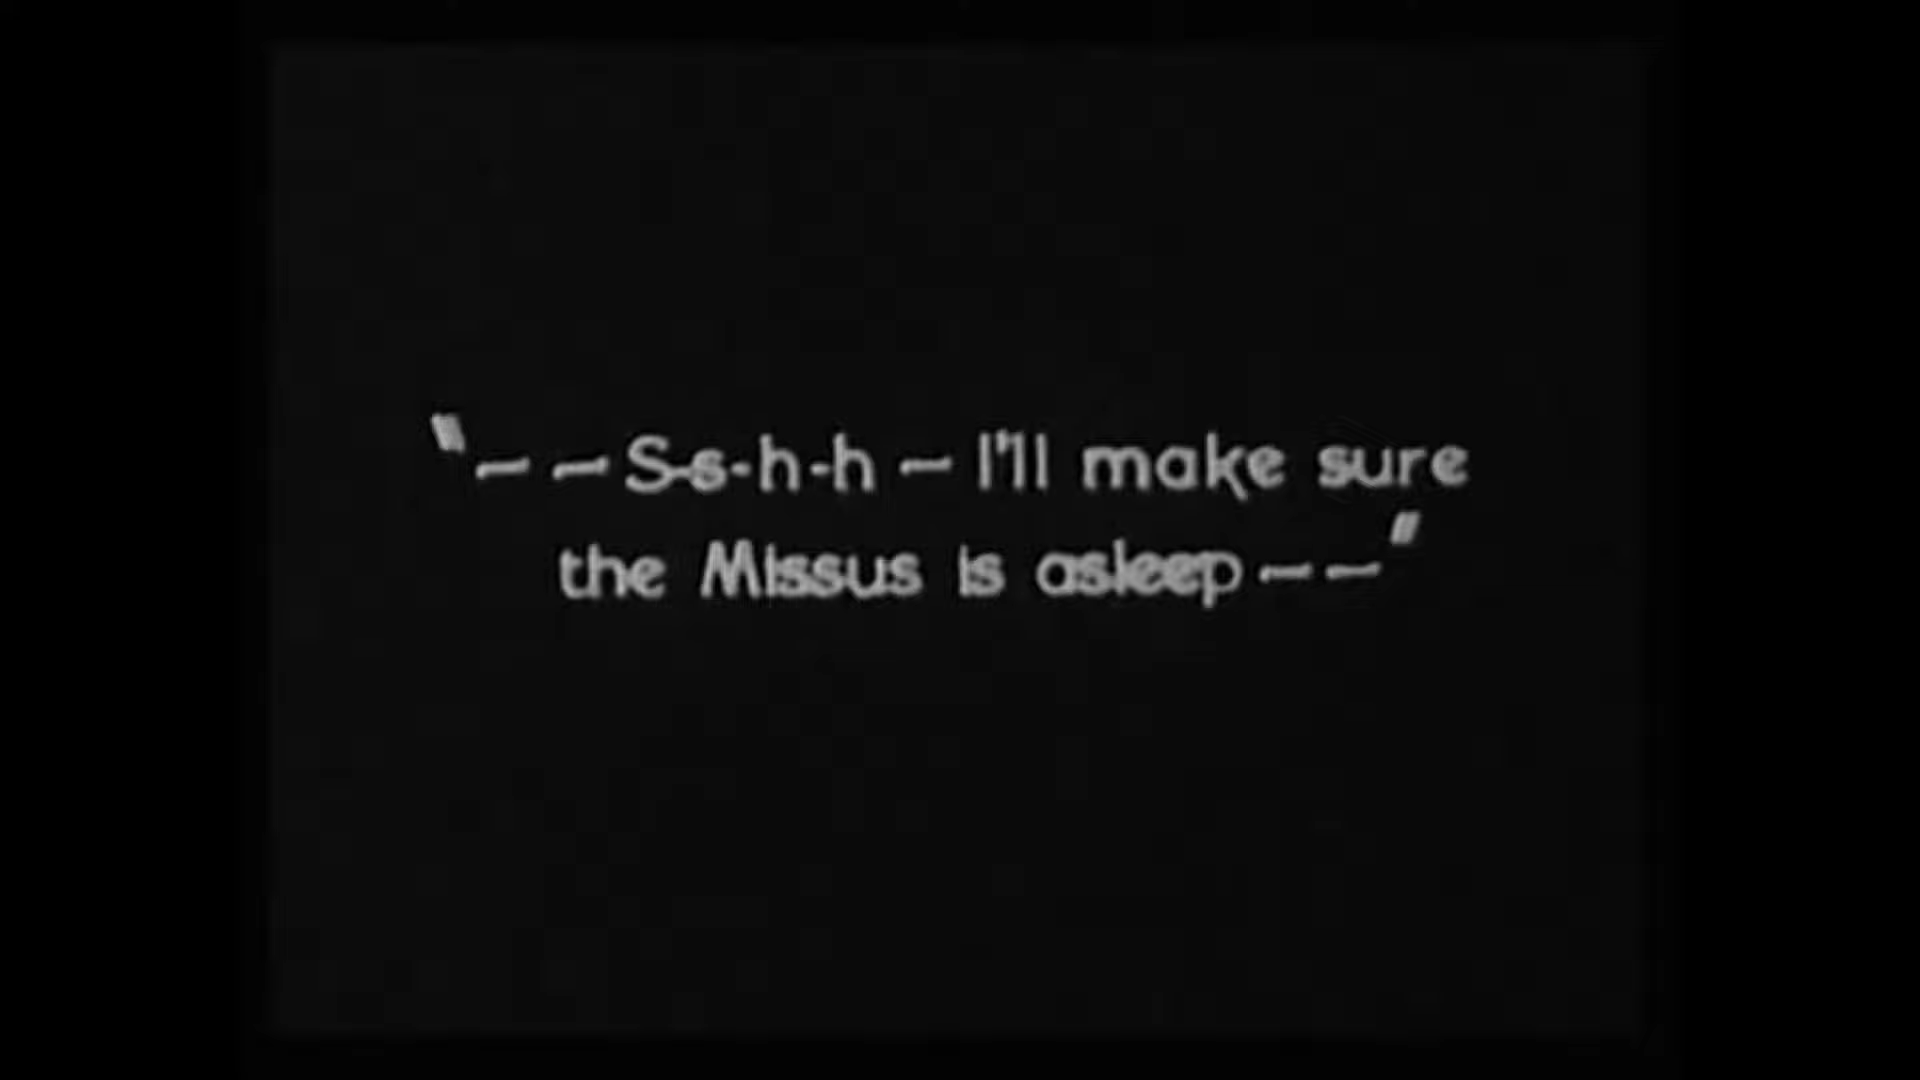 "— — S-s-h-h — I'll make sure
the Missus is asleep — —"